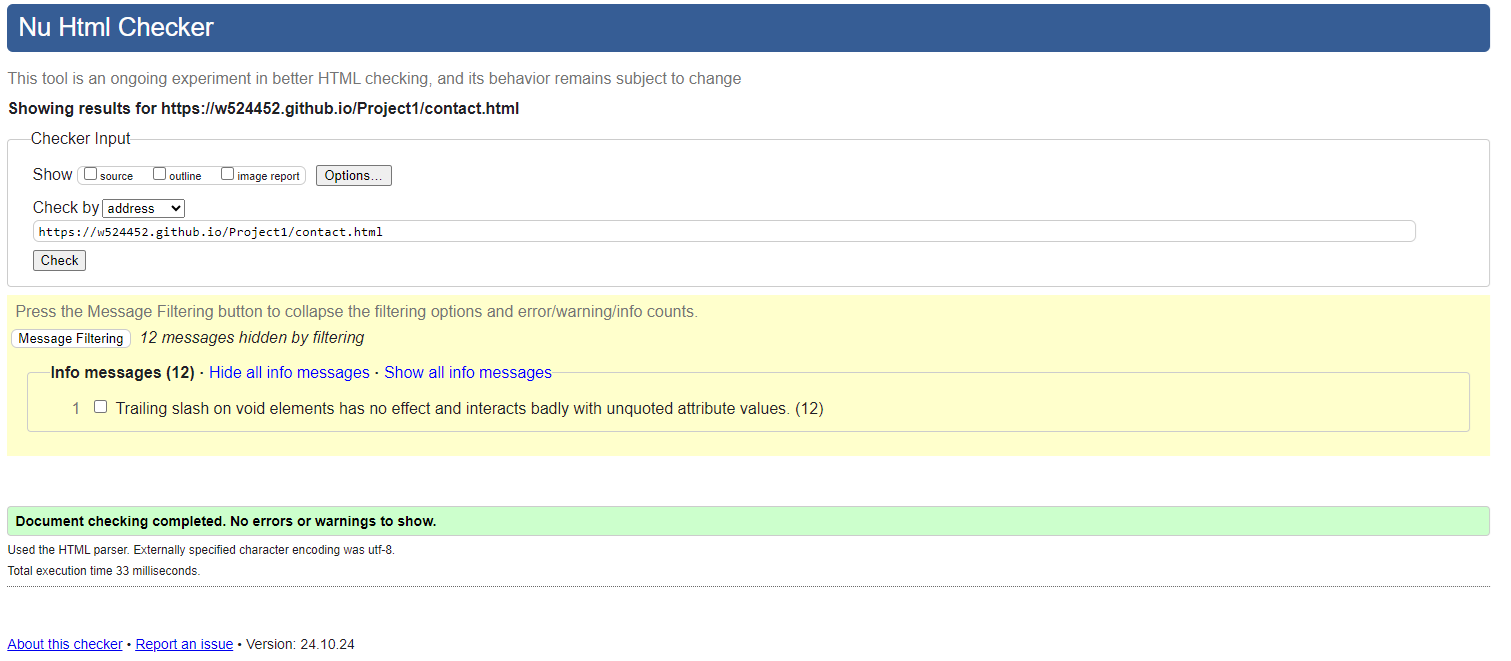 Nu Html Checker
This tool is an ongoing experiment in better HTML checking, and its behavior remains subject to change
Showing results for https://w524452.github.io/Project1/contact.html
Checker Input
Show source outline image report Options...
Check by address
https://w524452.github.io/Project1/contact.html
Check
Press the Message Filtering button to collapse the filtering options and error/warning/info counts.
Message Filtering 12 messages hidden by filtering
Info messages (12) · Hide all info messages · Show all info messages
1 Trailing slash on void elements has no effect and interacts badly with unquoted attribute values. (12)
Document checking completed. No errors or warnings to show.
Used the HTML parser. Externally specified character encoding was utf-8.
Total execution time 33 milliseconds.
About this checker • Report an issue • Version: 24.10.24